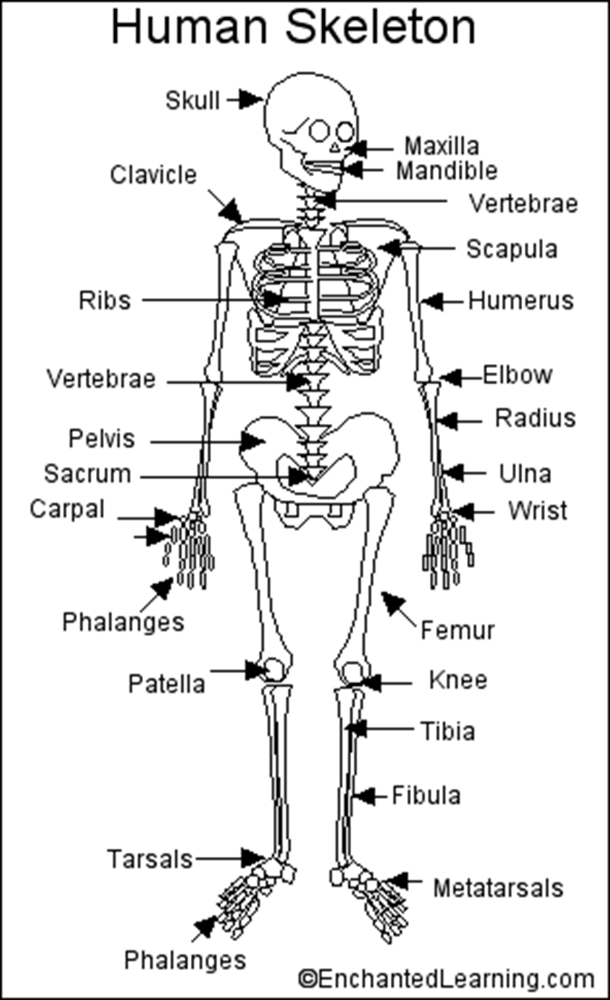 Human Skeleton
Skull
Maxilla
Mandible
Clavicle
Vertebrae
Scapula
Ribs
Humerus
Vertebrae
Elbow
Radius
Pelvis
Sacrum
Ulna
Carpal
Wrist
Phalanges
Femur
Patella
Knee
Tibia
Fibula
Tarsals
Metatarsals
Phalanges
©EnchantedLearning.com